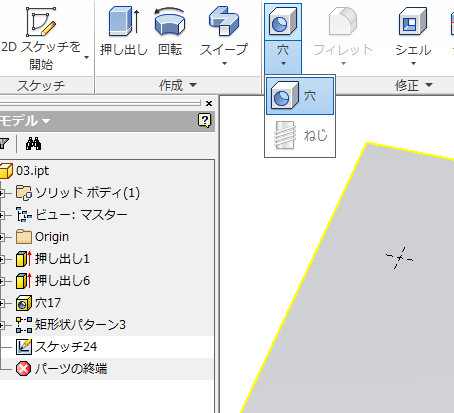 2D スケッチを
開始
押し出し
回転
スイープ
穴
フィレット
シェル
スケッチ
作成
修正
穴
ねじ
モデル
03.ipt
ソリッド ボディ(1)
ビュー: マスター
Origin
押し出し1
押し出し6
穴17
矩形状パターン3
スケッチ24
パーツの終端